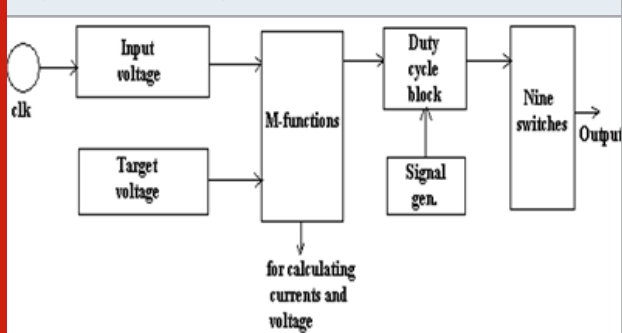 clk
Input
voltage
Target
voltage
M-functions
for calculating
currents and
voltage
Duty
cycle
block
Signal
gen.
Nine
switches
Output